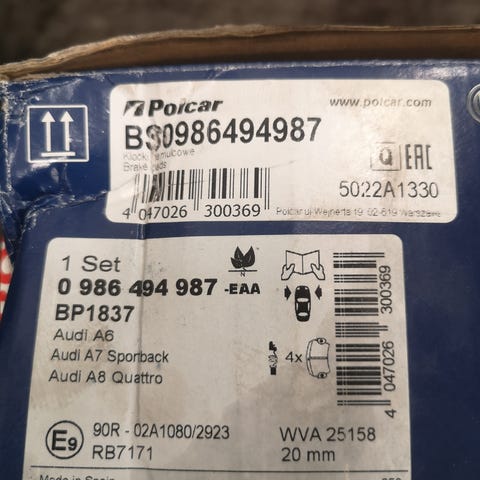 Polcar
www.polcar.com
BS0986494987
Klocki hamulcowe
Brake pads
Q EAC
5022A1330
4 047026 300369
Polcar ul. Wejnerta 19, 02-619 Warszawa
1 Set
0 986 494 987 -EAA
BP1837
Audi A6
Audi A7 Sporback
Audi A8 Quattro
N
4x
4 047026 300369
E9
90R - 02A1080/2923
RB7171
WVA 25158
20 mm
Made in Spain